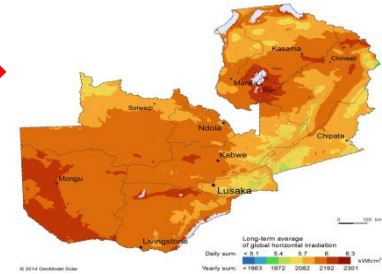 Kasama
Chinsali
Mansa
Solwezi
Ndola
Chipata
Kabwe
Mongu
Lusaka
Livingstone
0 100 km
Long-term average
of global horizontal irradiation
Daily sum: < 5.1 5.4 5.7 6 6.3
kWh/m²
Yearly sum: < 1863 1972 2082 2192 2301
© 2014 GeoModel Solar